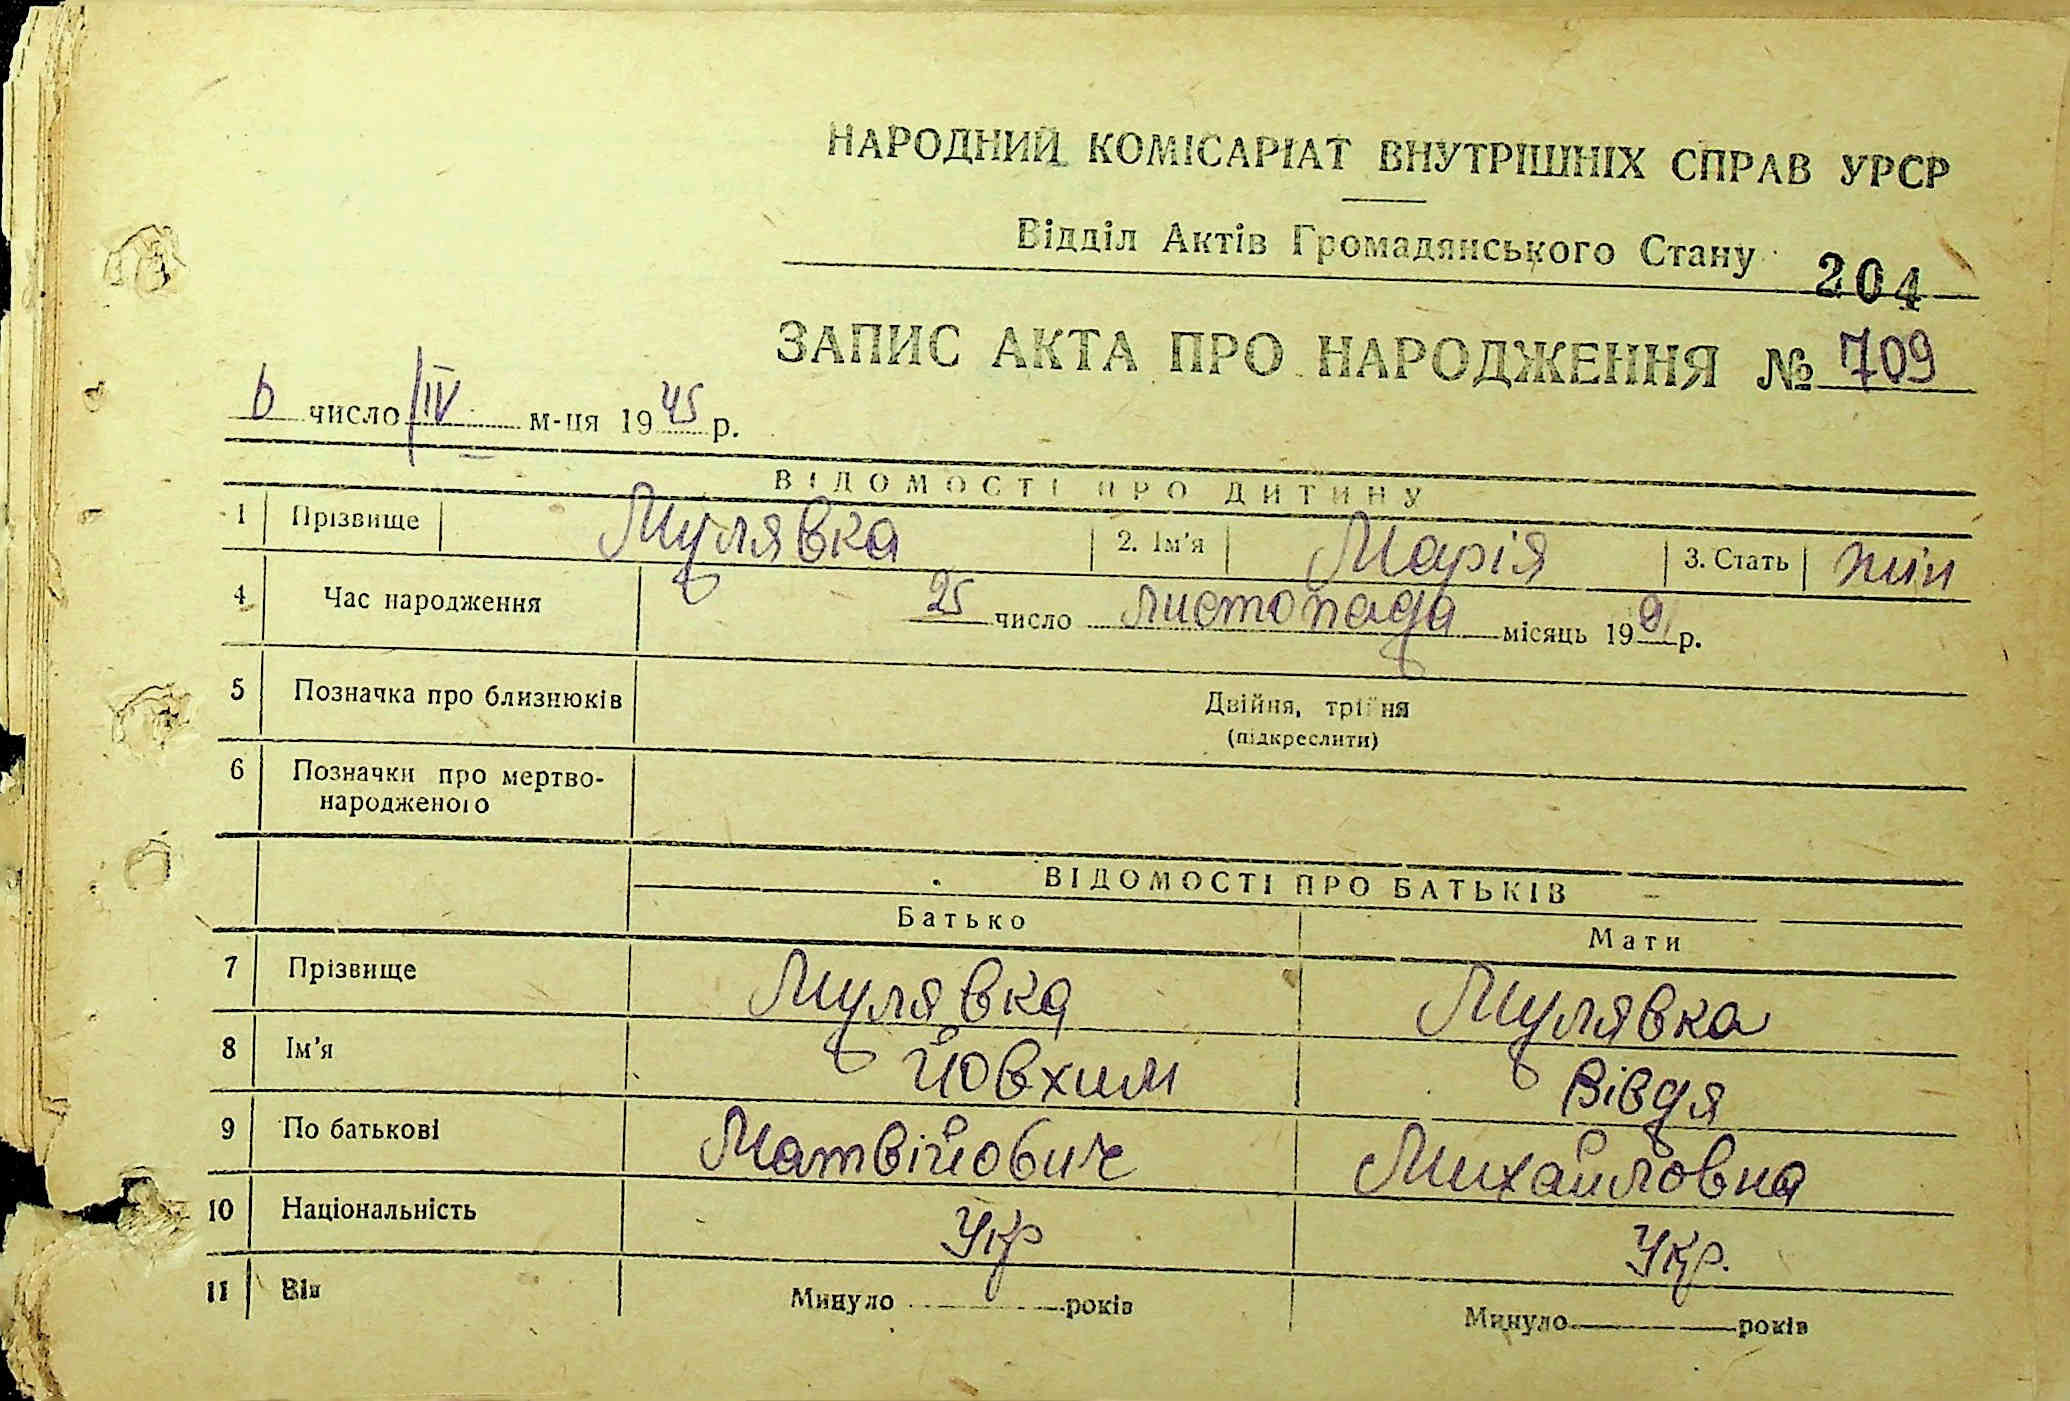 НАРОДНИЙ КОМІСАРІАТ ВНУТРІШНІХ СПРАВ УРСР
Відділ Актів Громадянського Стану
204
ЗАПИС АКТА ПРО НАРОДЖЕННЯ № 709
6 число IV м-ця 1945 р.
ВІДОМОСТІ ПРО ДИТИНУ
1 Прізвище Мулявка 2. Ім'я Марія 3. Стать жін
4 Час народження 25 число листопада місяць 19 р.
5 Позначка про близнюків Двійня, трійня
(підкреслити)
6 Позначки про мертво-
народженого
ВІДОМОСТІ ПРО БАТЬКІВ
Батько Мати
7 Прізвище Мулявка Мулявка
8 Ім'я Йовхим Вівдя
9 По батькові Матвійович Михайловна
10 Національність Укр Укр.
11 Вік Минуло років Минуло років